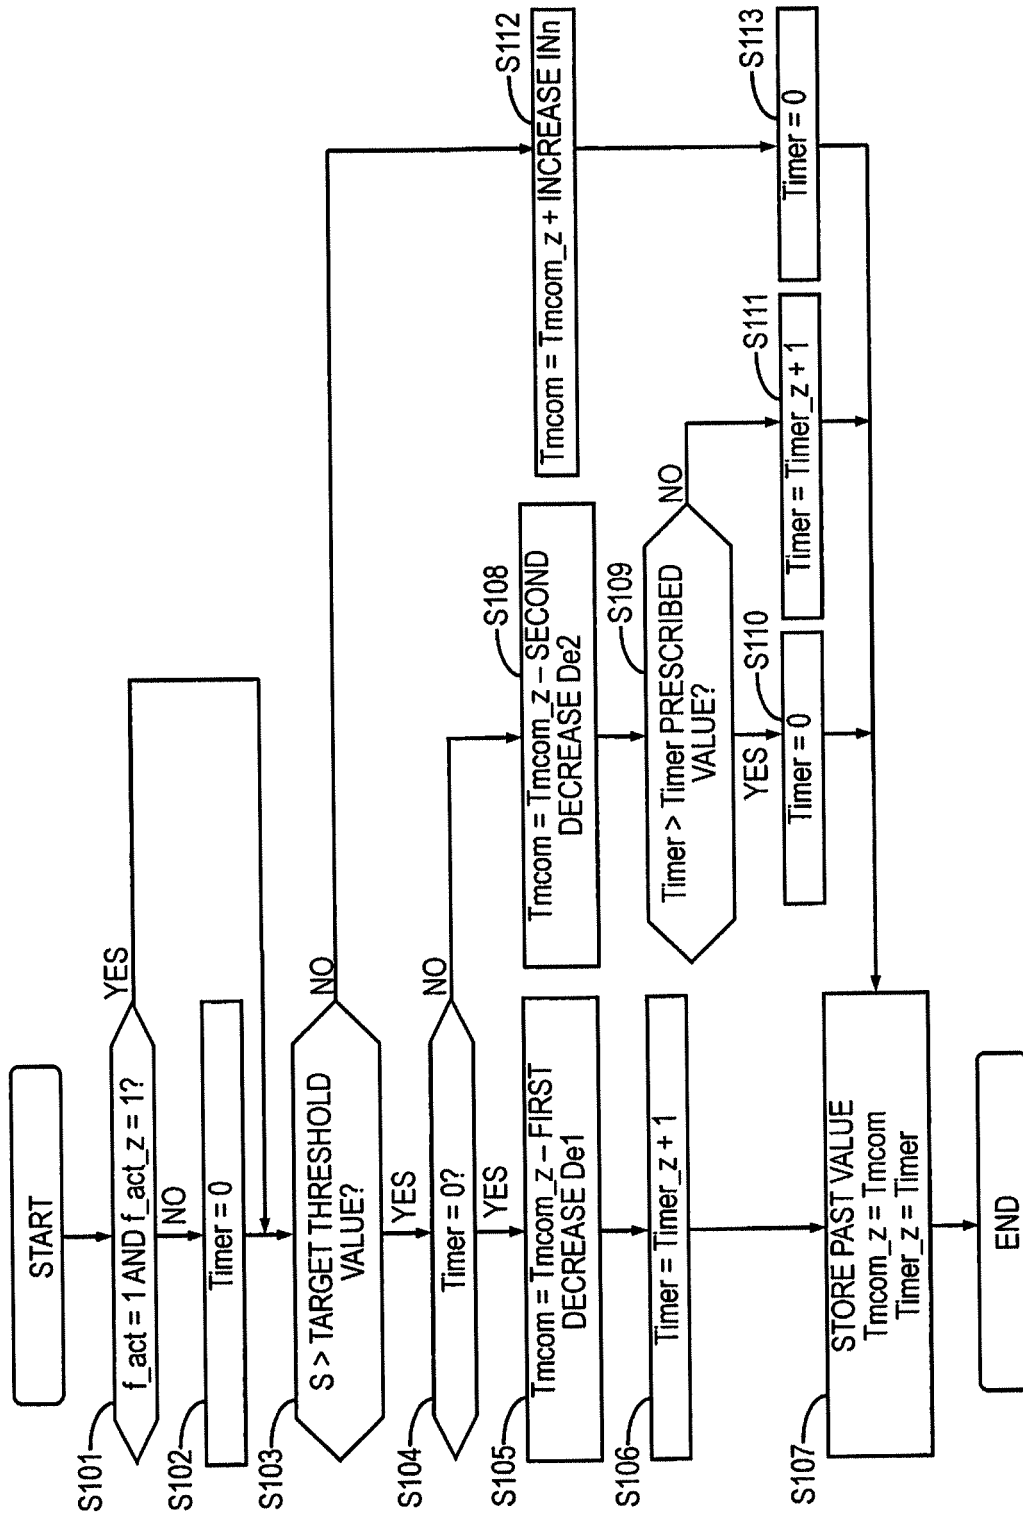 START
S101
f_act = 1 AND f_act_z = 1?
YES
NO
S102
Timer = 0
S103
S > TARGET THRESHOLD
VALUE?
NO
YES
S104
Timer = 0?
NO
YES
S105
Tmcom = Tmcom_z – FIRST
DECREASE De1
S106
Timer = Timer_z + 1
S107
STORE PAST VALUE
Tmcom_z = Tmcom
Timer_z = Timer
END
S108
Tmcom = Tmcom_z – SECOND
DECREASE De2
S109
Timer > Timer PRESCRIBED
VALUE?
NO
YES
S110
Timer = 0
S111
Timer = Timer_z + 1
S112
Tmcom = Tmcom_z + INCREASE INn
S113
Timer = 0